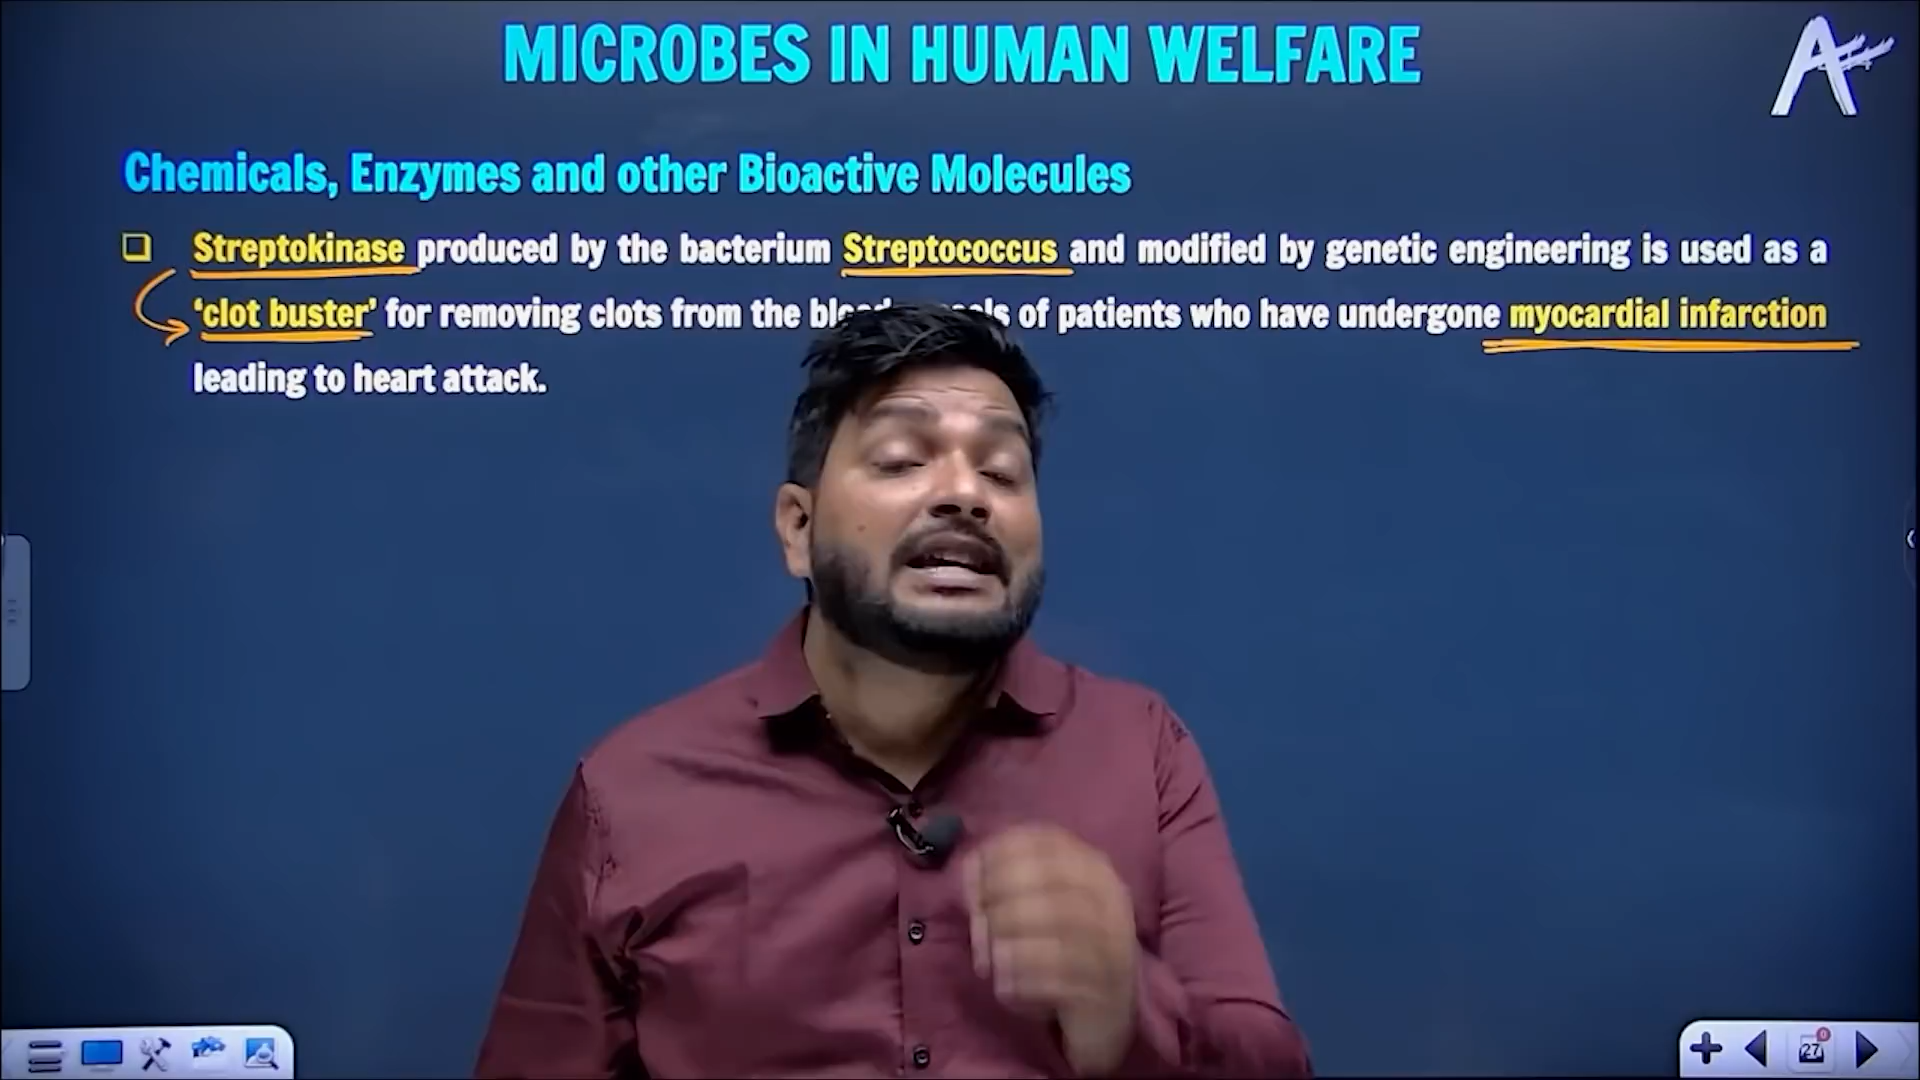 MICROBES IN HUMAN WELFARE
A++
Chemicals, Enzymes and other Bioactive Molecules
Streptokinase produced by the bacterium Streptococcus and modified by genetic engineering is used as a
‘clot buster’ for removing clots from the of patients who have undergone myocardial infarction
leading to heart attack.
27
0